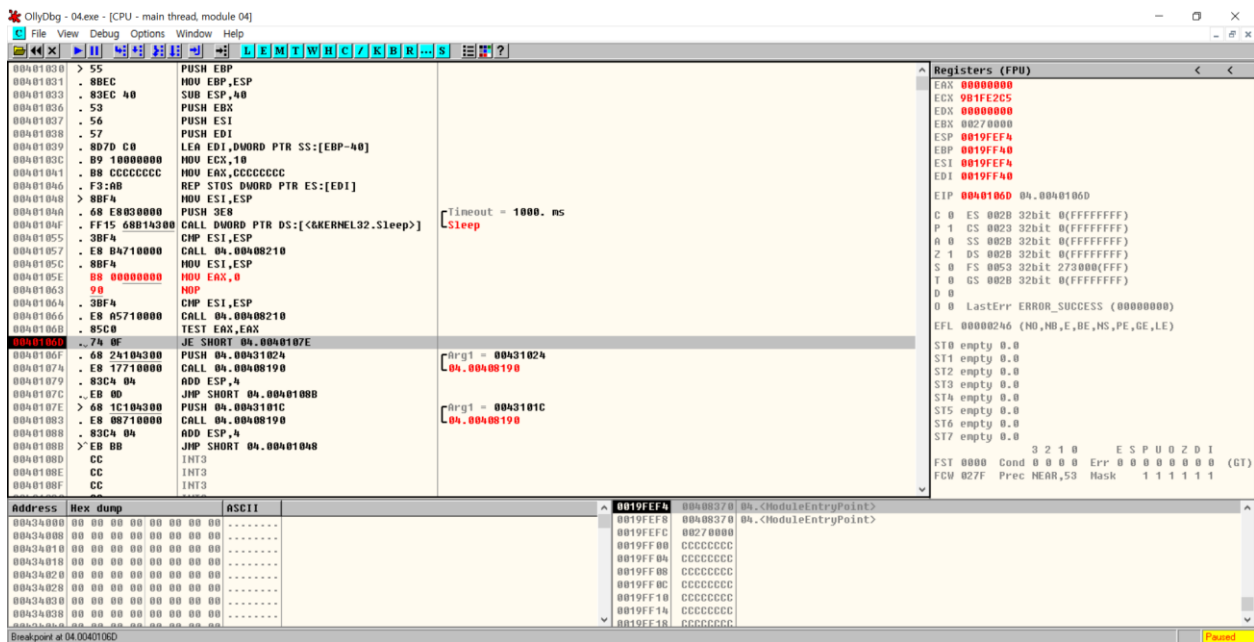 OllyDbg - 04.exe - [CPU - main thread, module 04]
C File View Debug Options Window Help
L E M T W H C / K B R ... S ?
00401030 > 55 PUSH EBP
00401031 . 8BEC MOV EBP,ESP
00401033 . 83EC 40 SUB ESP,40
00401036 . 53 PUSH EBX
00401037 . 56 PUSH ESI
00401038 . 57 PUSH EDI
00401039 . 8D7D C0 LEA EDI,DWORD PTR SS:[EBP-40]
0040103C . B9 10000000 MOV ECX,10
00401041 . B8 CCCCCCCC MOV EAX,CCCCCCCC
00401046 . F3:AB REP STOS DWORD PTR ES:[EDI]
00401048 > 8BF4 MOV ESI,ESP
0040104A . 68 E8030000 PUSH 3E8 Timeout = 1000. ms
0040104F . FF15 68B14300 CALL DWORD PTR DS:[<&KERNEL32.Sleep>] Sleep
00401055 . 3BF4 CMP ESI,ESP
00401057 . E8 B4710000 CALL 04.00408210
0040105C . 8BF4 MOV ESI,ESP
0040105E B8 00000000 MOV EAX,0
00401063 90 NOP
00401064 . 3BF4 CMP ESI,ESP
00401066 . E8 A5710000 CALL 04.00408210
0040106B . 85C0 TEST EAX,EAX
0040106D . 74 0F JE SHORT 04.0040107E
0040106F . 68 24104300 PUSH 04.00431024 Arg1 = 00431024
00401074 . E8 17710000 CALL 04.00408190 04.00408190
00401079 . 83C4 04 ADD ESP,4
0040107C . EB 0D JMP SHORT 04.0040108B
0040107E > 68 1C104300 PUSH 04.0043101C Arg1 = 0043101C
00401083 . E8 08710000 CALL 04.00408190 04.00408190
00401088 . 83C4 04 ADD ESP,4
0040108B >^EB BB JMP SHORT 04.00401048
0040108D CC INT3
0040108E CC INT3
0040108F CC INT3
Registers (FPU) < <
EAX 00000000
ECX 9B1FE2C5
EDX 00000000
EBX 00270000
ESP 0019FEF4
EBP 0019FF40
ESI 0019FEF4
EDI 0019FF40
EIP 0040106D 04.0040106D
C 0 ES 002B 32bit 0(FFFFFFFF)
P 1 CS 0023 32bit 0(FFFFFFFF)
A 0 SS 002B 32bit 0(FFFFFFFF)
Z 1 DS 002B 32bit 0(FFFFFFFF)
S 0 FS 0053 32bit 273000(FFF)
T 0 GS 002B 32bit 0(FFFFFFFF)
D 0
O 0 LastErr ERROR_SUCCESS (00000000)
EFL 00000246 (NO,NB,E,BE,NS,PE,GE,LE)
ST0 empty 0.0
ST1 empty 0.0
ST2 empty 0.0
ST3 empty 0.0
ST4 empty 0.0
ST5 empty 0.0
ST6 empty 0.0
ST7 empty 0.0
3 2 1 0 E S P U O Z D I
FST 0000 Cond 0 0 0 0 Err 0 0 0 0 0 0 0 0 (GT)
FCW 027F Prec NEAR,53 Mask 1 1 1 1 1 1
Address Hex dump ASCII
00434000 00 00 00 00 00 00 00 00 ........
00434008 00 00 00 00 00 00 00 00 ........
00434010 00 00 00 00 00 00 00 00 ........
00434018 00 00 00 00 00 00 00 00 ........
00434020 00 00 00 00 00 00 00 00 ........
00434028 00 00 00 00 00 00 00 00 ........
00434030 00 00 00 00 00 00 00 00 ........
00434038 00 00 00 00 00 00 00 00 ........
0019FEF4 00408370 04.<ModuleEntryPoint>
0019FEF8 00408370 04.<ModuleEntryPoint>
0019FEFC 00270000
0019FF00 CCCCCCCC
0019FF04 CCCCCCCC
0019FF08 CCCCCCCC
0019FF0C CCCCCCCC
0019FF10 CCCCCCCC
0019FF14 CCCCCCCC
0019FF18 CCCCCCCC
Breakpoint at 04.0040106D
Paused